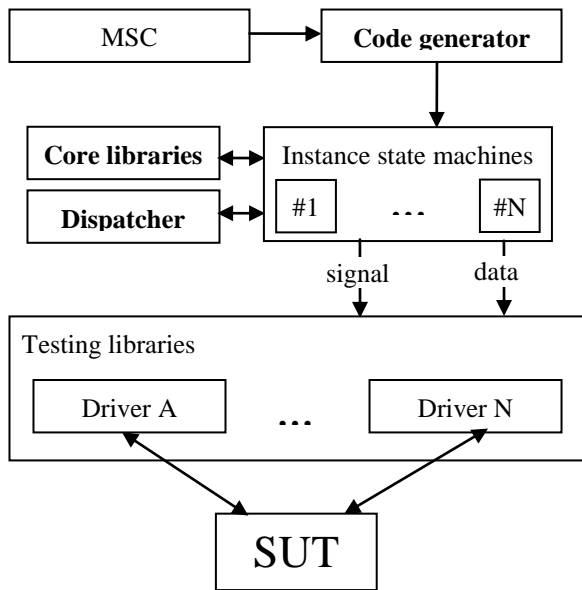 MSC
Code generator
Core libraries
Instance state machines
Dispatcher
#1
...
#N
signal
data
Testing libraries
Driver A
...
Driver N
SUT